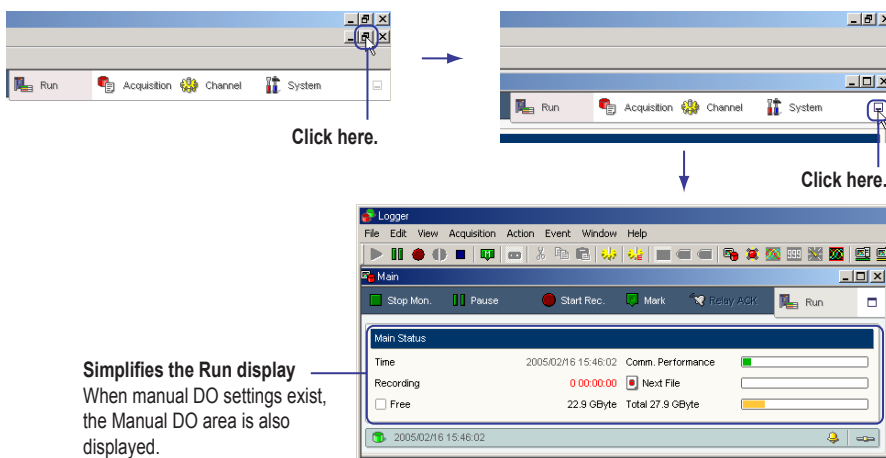 Run Acquisition Channel System
Click here.
Run Acquisition Channel System
Click here.
Logger
File Edit View Acquisition Action Event Window Help
Main
Stop Mon. Pause Start Rec. Mark Relay ACK Run
Main Status
Time 2005/02/16 15:46:02 Comm. Performance
Recording 0 00:00:00 Next File
Free 22.9 GByte Total 27.9 GByte
2005/02/16 15:46:02
Simplifies the Run display
When manual DO settings exist,
the Manual DO area is also
displayed.